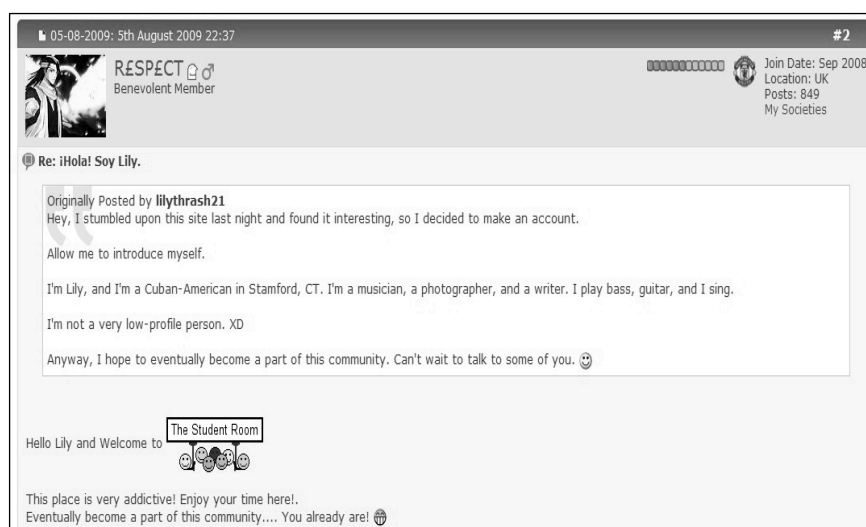 05-08-2009: 5th August 2009 22:37 #2
R£SP£CT
Benevolent Member
Join Date: Sep 2008
Location: UK
Posts: 849
My Societies
Re: ¡Hola! Soy Lily.
Originally Posted by lilythrash21
Hey, I stumbled upon this site last night and found it interesting, so I decided to make an account.
Allow me to introduce myself.
I'm Lily, and I'm a Cuban-American in Stamford, CT. I'm a musician, a photographer, and a writer. I play bass, guitar, and I sing.
I'm not a very low-profile person. XD
Anyway, I hope to eventually become a part of this community. Can't wait to talk to some of you.
Hello Lily and Welcome to The Student Room
This place is very addictive! Enjoy your time here!.
Eventually become a part of this community.... You already are!